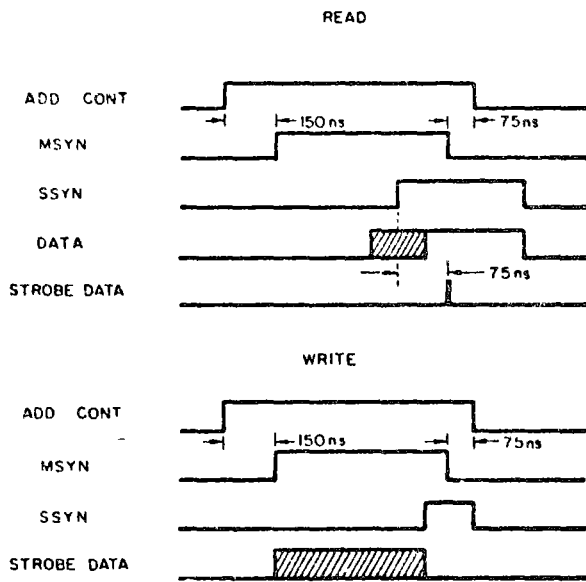 READ
ADD CONT
150ns
75ns
MSYN
SSYN
DATA
75ns
STROBE DATA
WRITE
ADD CONT
150ns
75ns
MSYN
SSYN
STROBE DATA